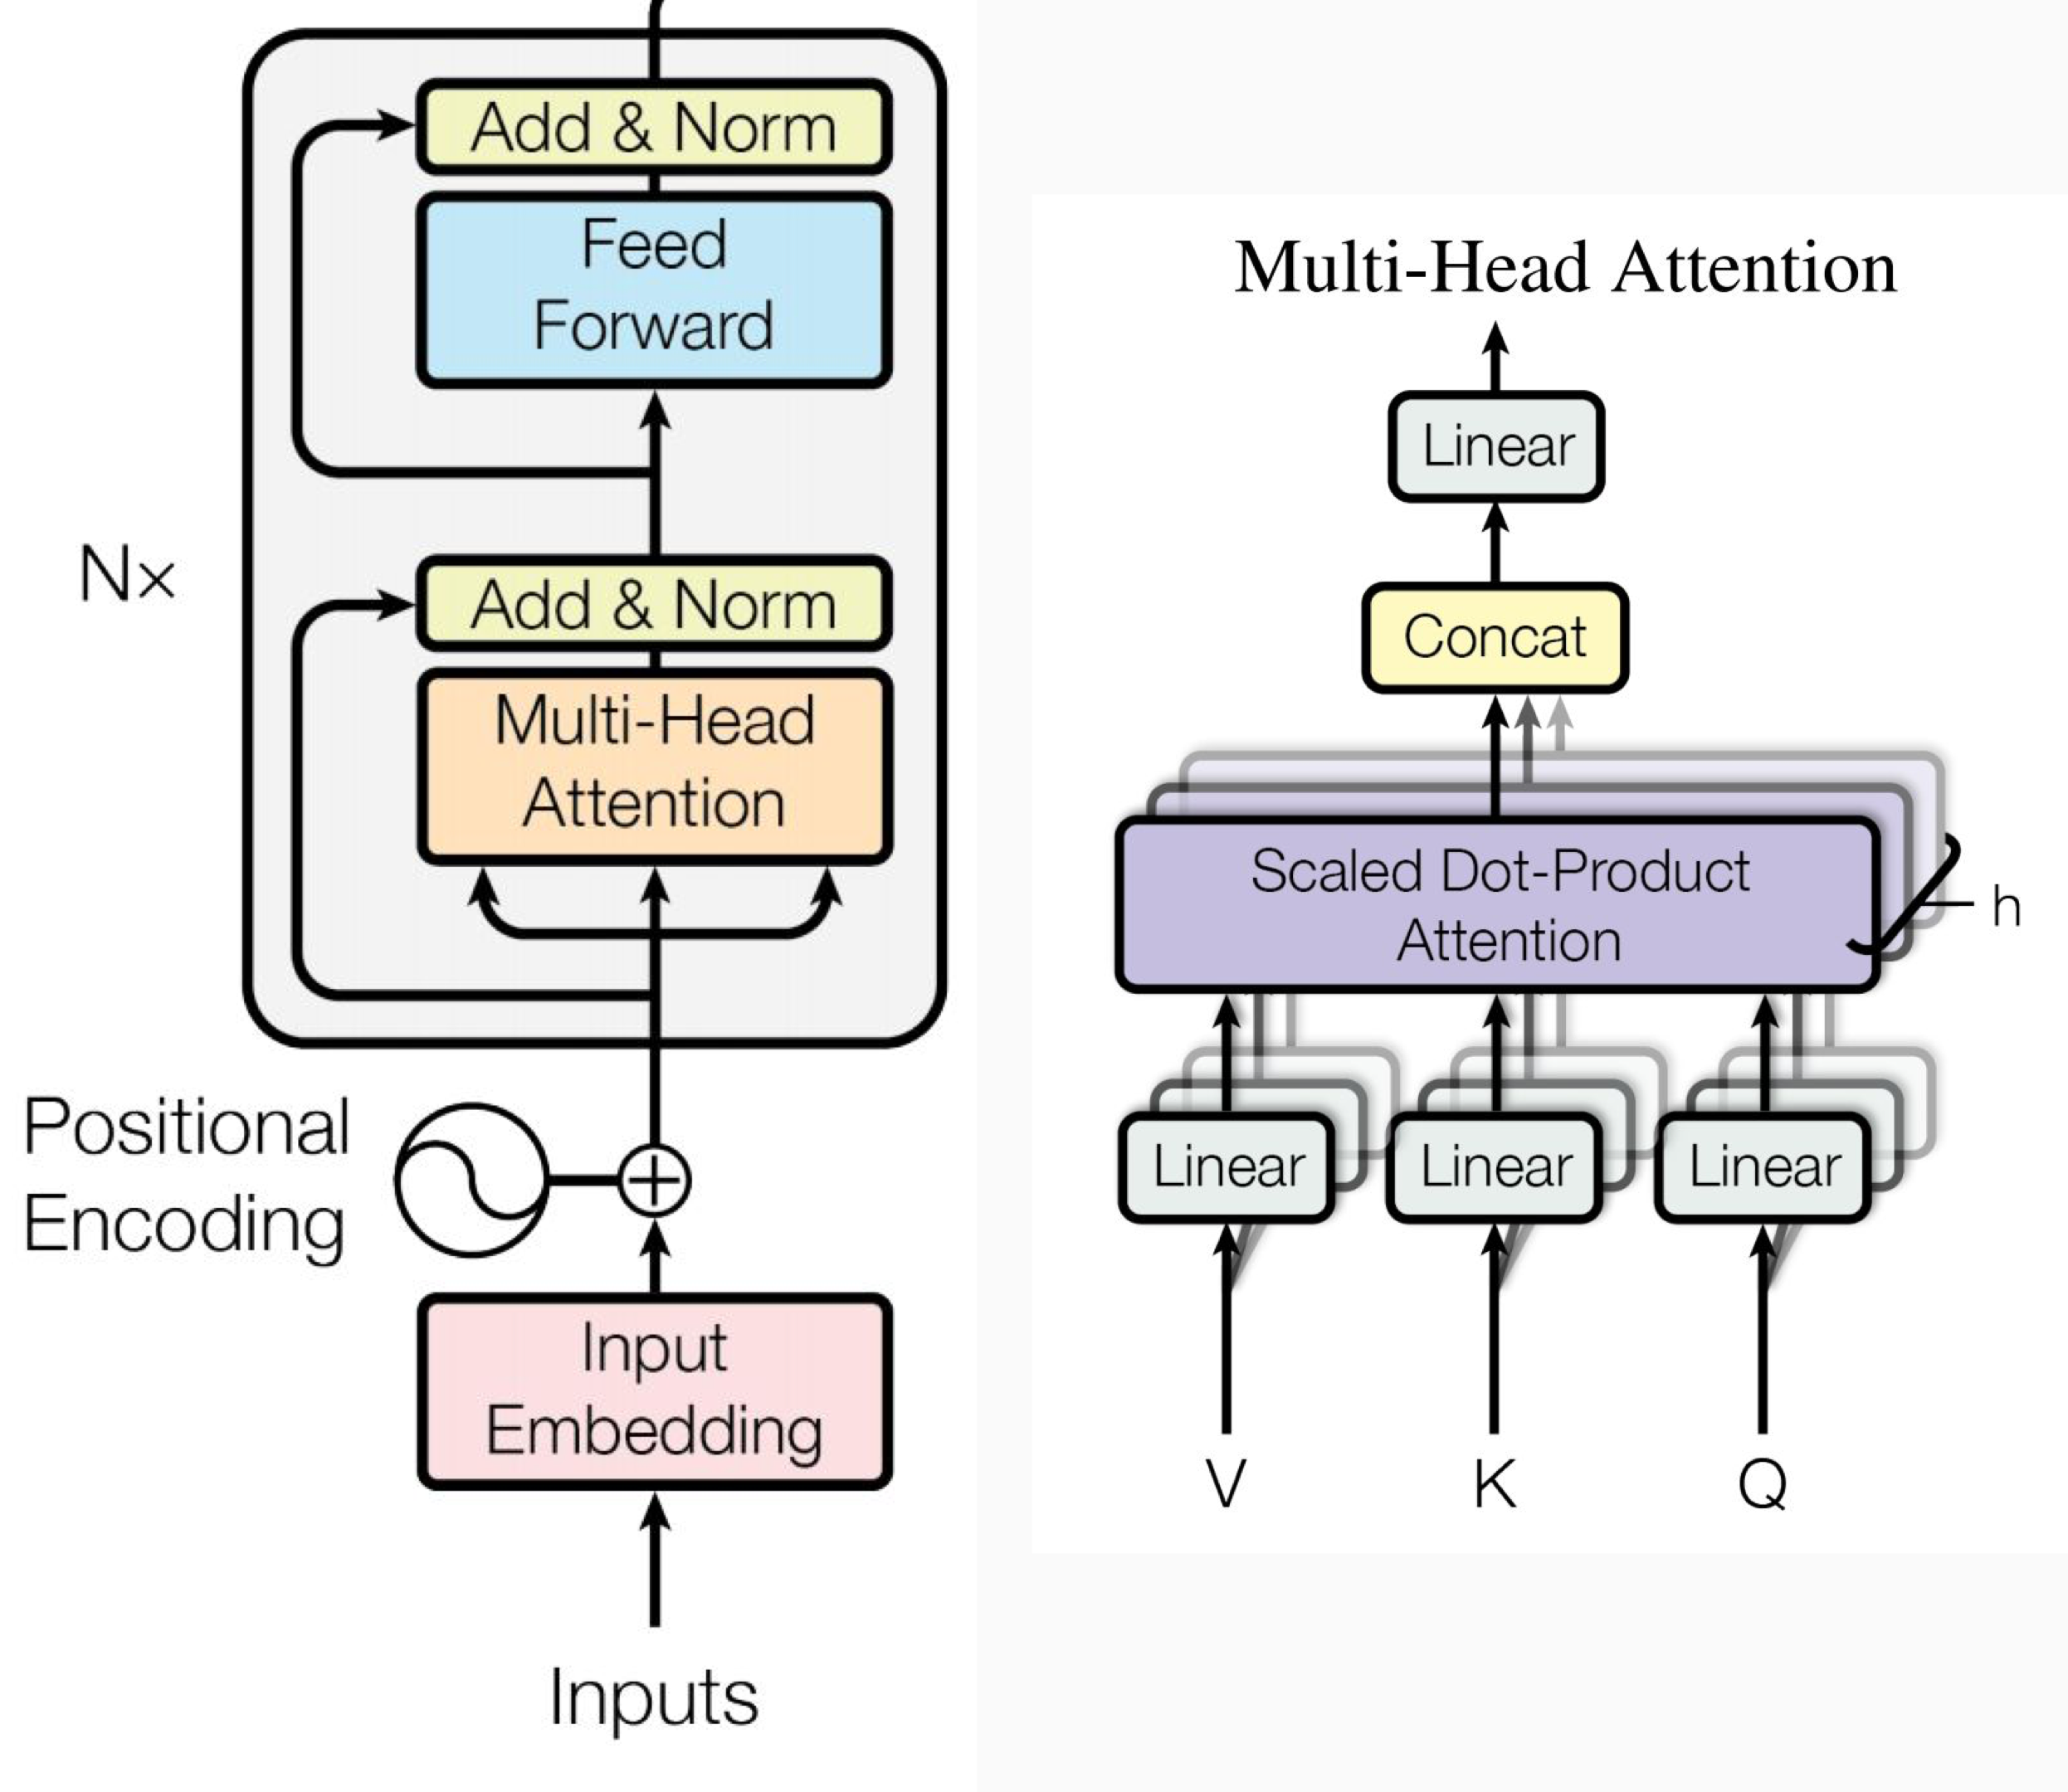 Add & Norm
Feed
Forward
Nx
Add & Norm
Multi-Head
Attention
Positional
Encoding
Input
Embedding
Inputs
Multi-Head Attention
Linear
Concat
Scaled Dot-Product
Attention
h
Linear
Linear
Linear
V
K
Q